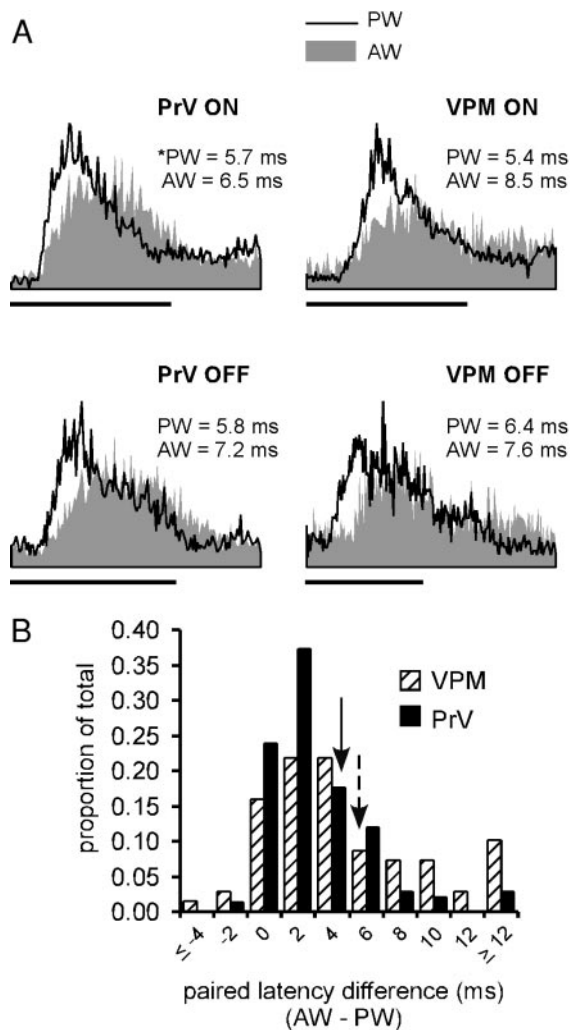 A
PW
AW
PrV ON
*PW = 5.7 ms
AW = 6.5 ms
VPM ON
PW = 5.4 ms
AW = 8.5 ms
PrV OFF
PW = 5.8 ms
AW = 7.2 ms
VPM OFF
PW = 6.4 ms
AW = 7.6 ms
B
proportion of total
0.40
0.35
0.30
0.25
0.20
0.15
0.10
0.05
0.00
VPM
PrV
≤ -4
-2
0
2
4
6
8
10
12
≥ 12
paired latency difference (ms)
(AW - PW)